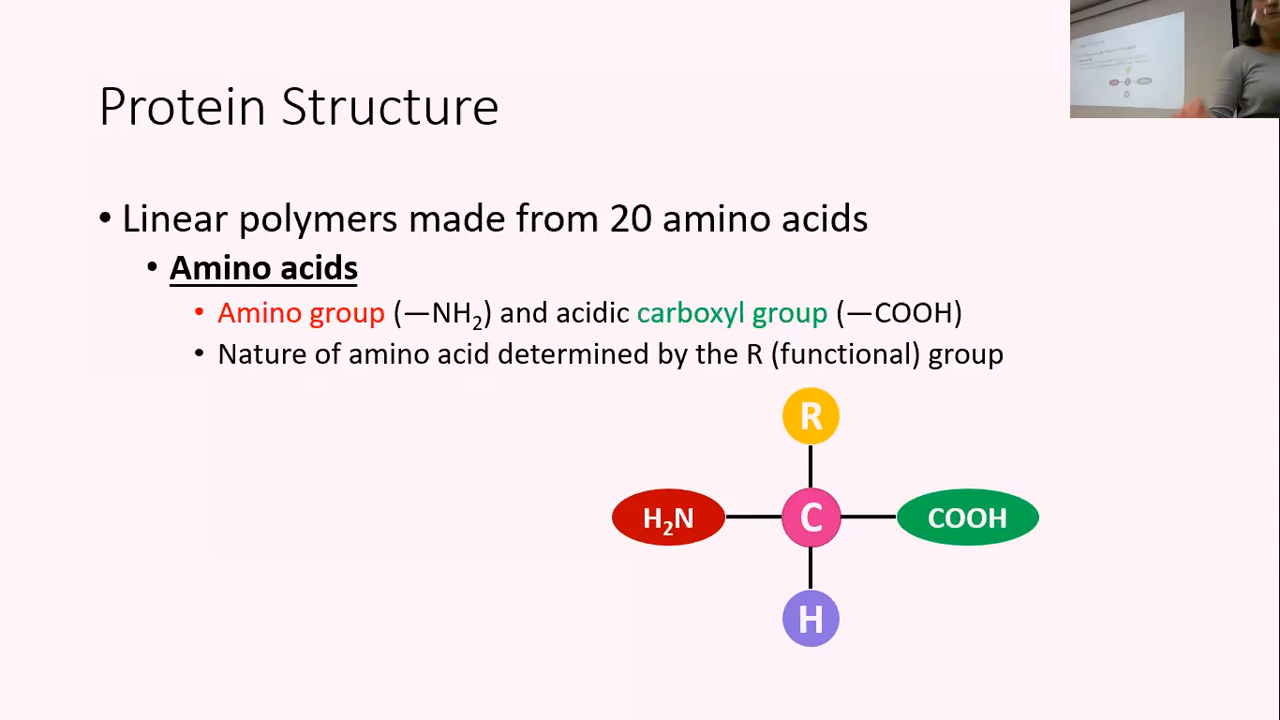 Protein Structure
• Linear polymers made from 20 amino acids
• Amino acids
• Amino group (—NH₂) and acidic carboxyl group (—COOH)
• Nature of amino acid determined by the R (functional) group
R
H₂N C COOH
H